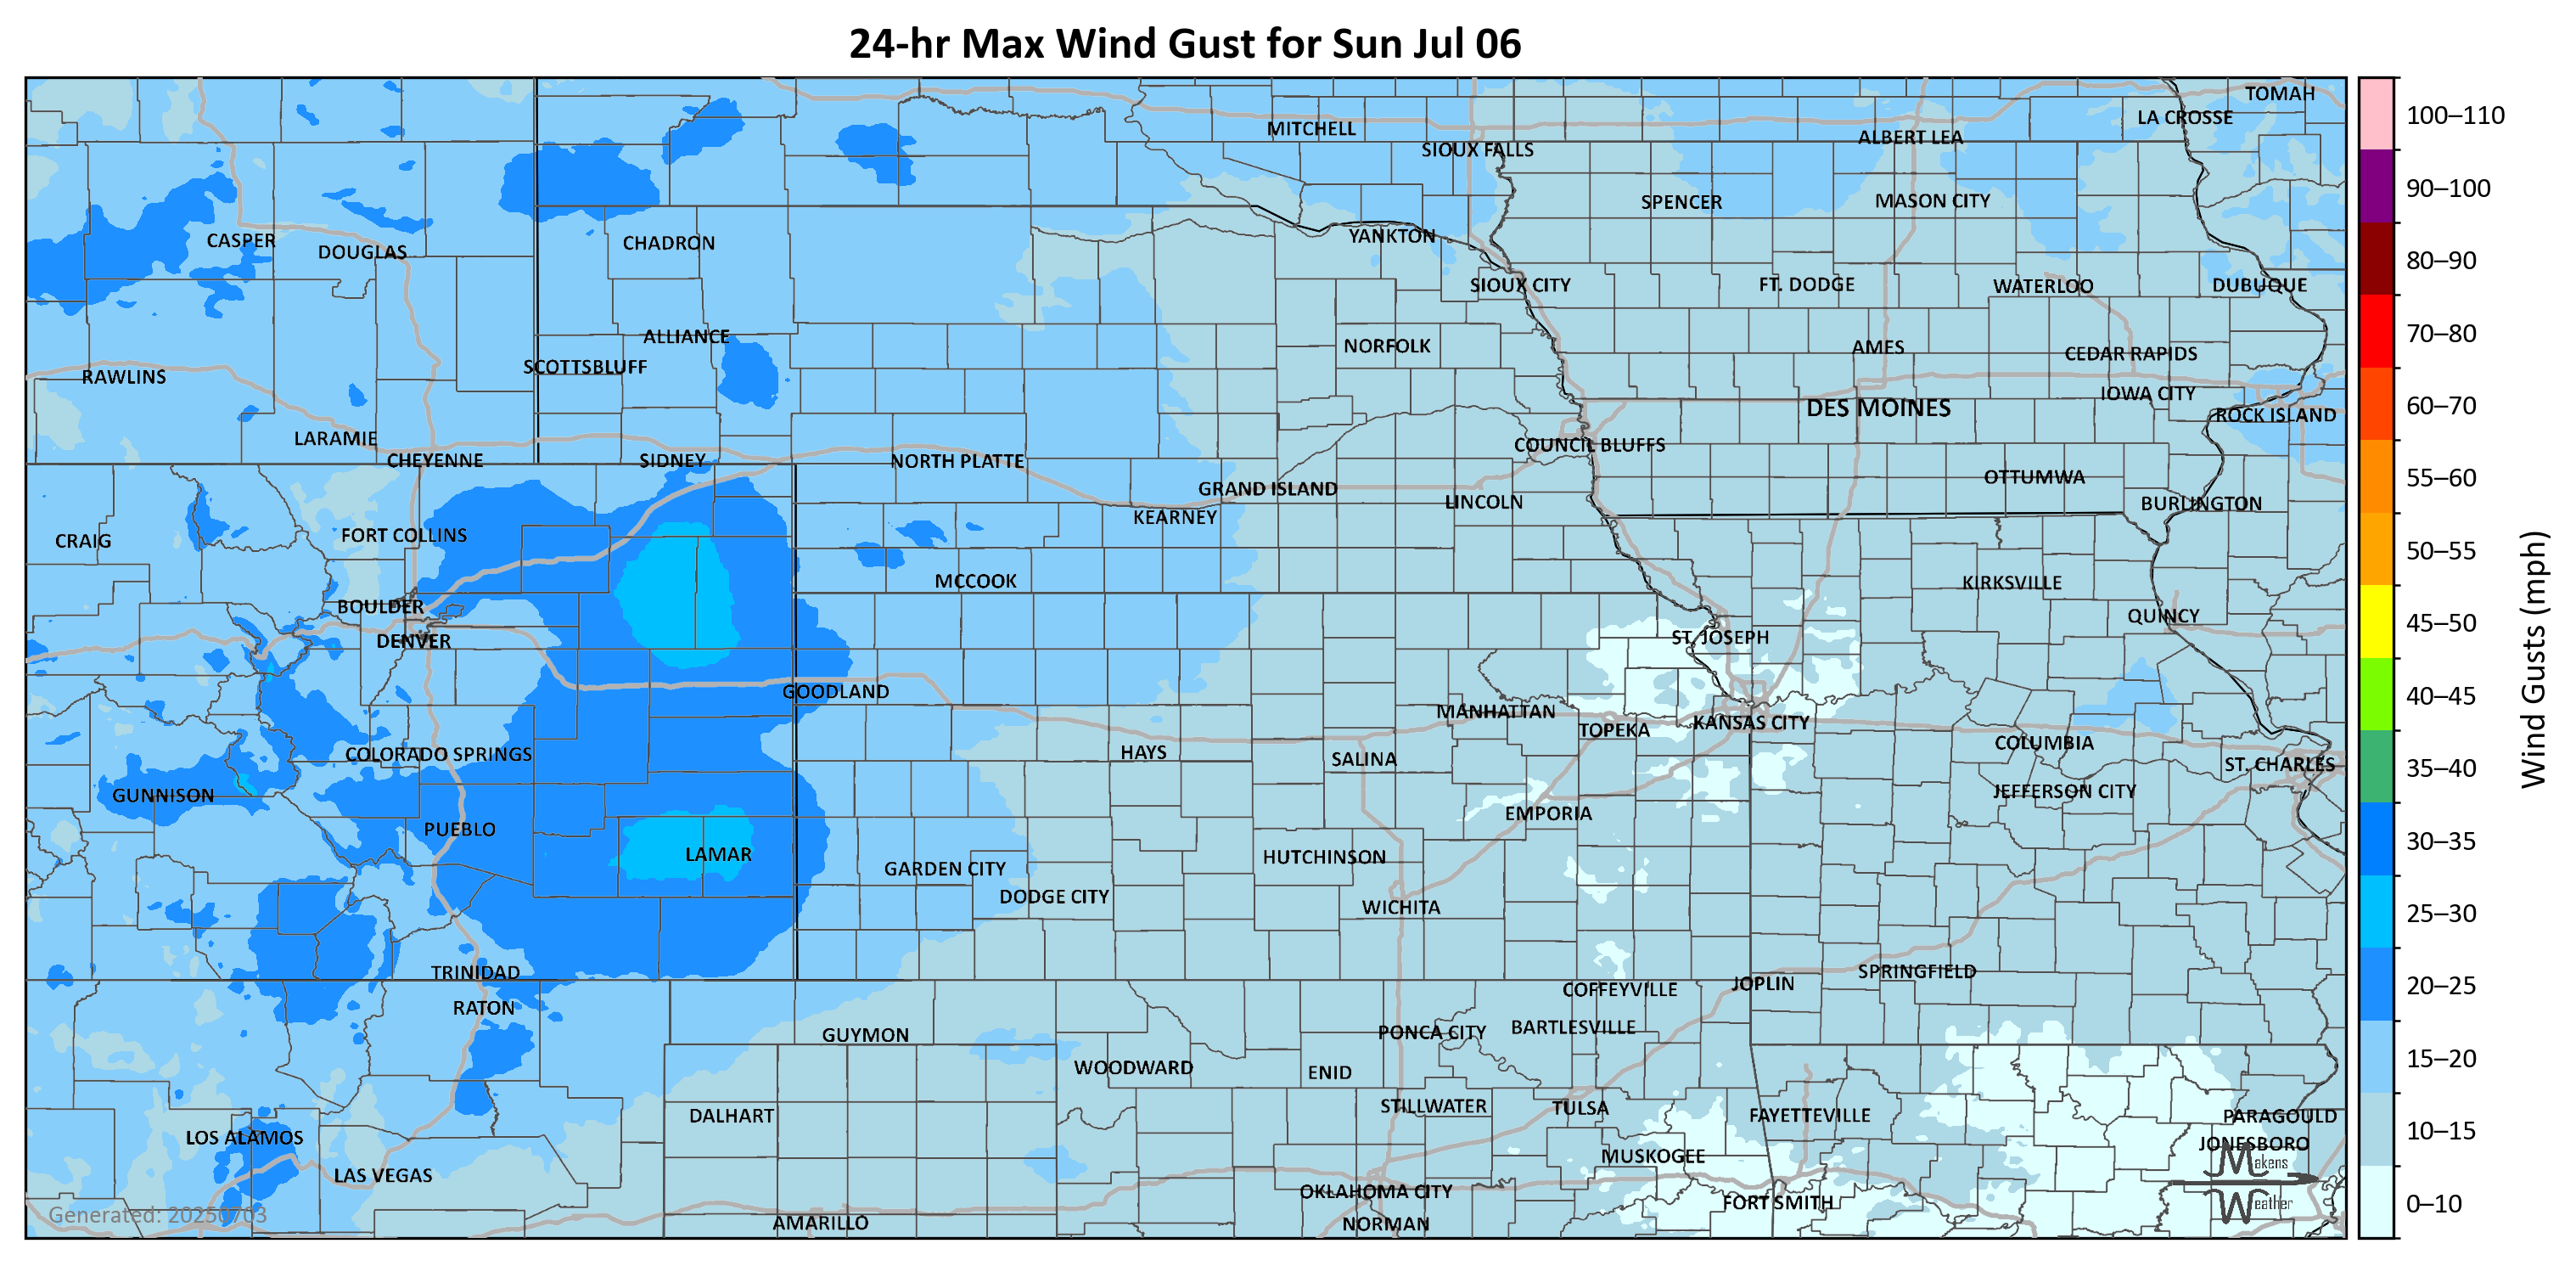 24-hr Max Wind Gust for Sun Jul 06
TOMAH
LA CROSSE
MITCHELL
ALBERT LEA
SIOUX FALLS
SPENCER
MASON CITY
CASPER
DOUGLAS
CHADRON
YANKTON
SIOUX CITY
FT. DODGE
WATERLOO
DUBUQUE
ALLIANCE
NORFOLK
AMES
CEDAR RAPIDS
SCOTTSBLUFF
RAWLINS
IOWA CITY
DES MOINES
ROCK ISLAND
LARAMIE
COUNCIL BLUFFS
CHEYENNE
SIDNEY
NORTH PLATTE
OTTUMWA
GRAND ISLAND
LINCOLN
BURLINGTON
KEARNEY
CRAIG
FORT COLLINS
MCCOOK
KIRKSVILLE
BOULDER
QUINCY
DENVER
ST. JOSEPH
GOODLAND
MANHATTAN
TOPEKA
KANSAS CITY
COLUMBIA
COLORADO SPRINGS
HAYS
SALINA
ST. CHARLES
GUNNISON
JEFFERSON CITY
EMPORIA
PUEBLO
LAMAR
HUTCHINSON
GARDEN CITY
DODGE CITY
WICHITA
TRINIDAD
SPRINGFIELD
JOPLIN
COFFEYVILLE
RATON
GUYMON
PONCA CITY
BARTLESVILLE
WOODWARD
ENID
STILLWATER
TULSA
DALHART
FAYETTEVILLE
PARAGOULD
LOS ALAMOS
JONESBORO
MUSKOGEE
LAS VEGAS
OKLAHOMA CITY
FORT SMITH
AMARILLO
NORMAN
Generated: 20250703
Makens
Weather
100–110
90–100
80–90
70–80
60–70
55–60
50–55
45–50
40–45
35–40
30–35
25–30
20–25
15–20
10–15
0–10
Wind Gusts (mph)